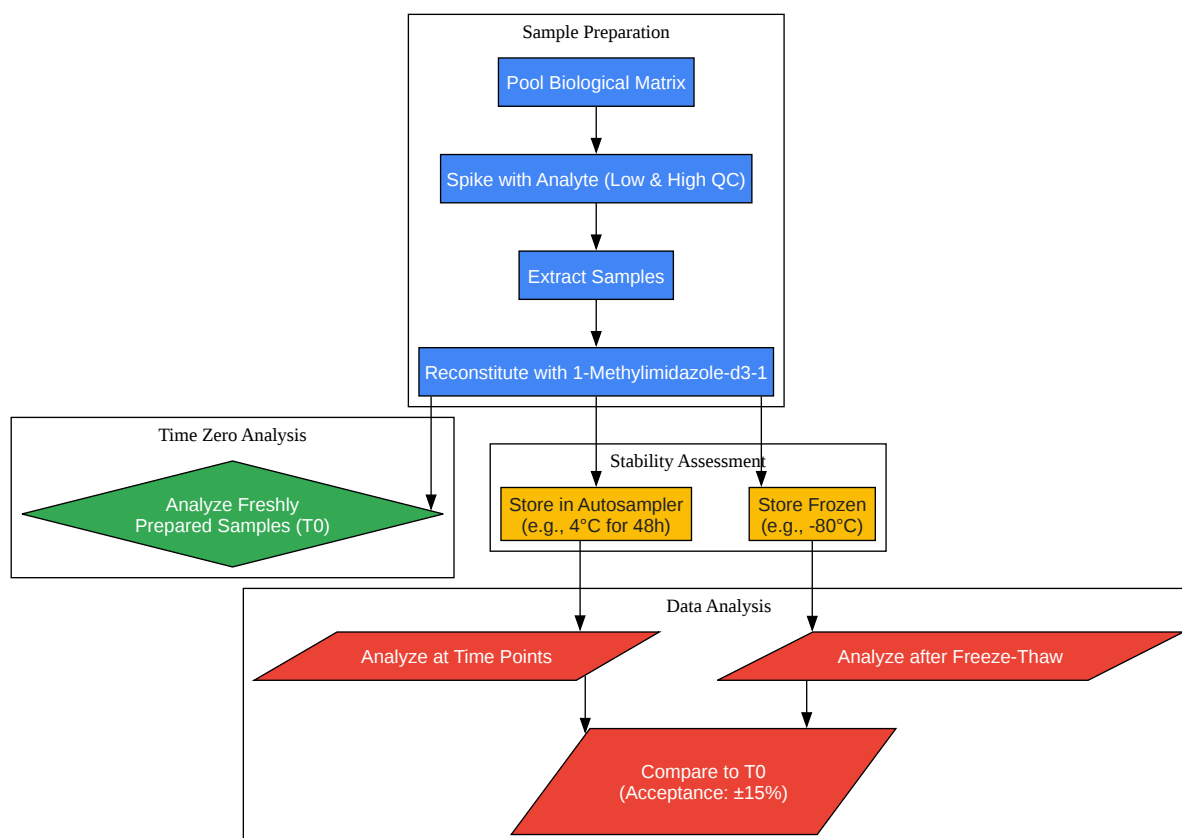 Sample Preparation
Pool Biological Matrix
Spike with Analyte (Low & High QC)
Extract Samples
Reconstitute with 1-Methylimidazole-d3-1
Time Zero Analysis
Analyze Freshly
Prepared Samples (T0)
Stability Assessment
Store in Autosampler
(e.g., 4°C for 48h)
Store Frozen
(e.g., -80°C)
Data Analysis
Analyze at Time Points
Analyze after Freeze-Thaw
Compare to T0
(Acceptance: ±15%)